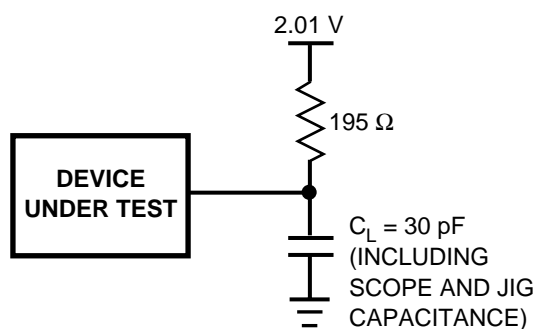 2.01 V
195 Ω
DEVICE
UNDER TEST
C_L = 30 pF
(INCLUDING
SCOPE AND JIG
CAPACITANCE)